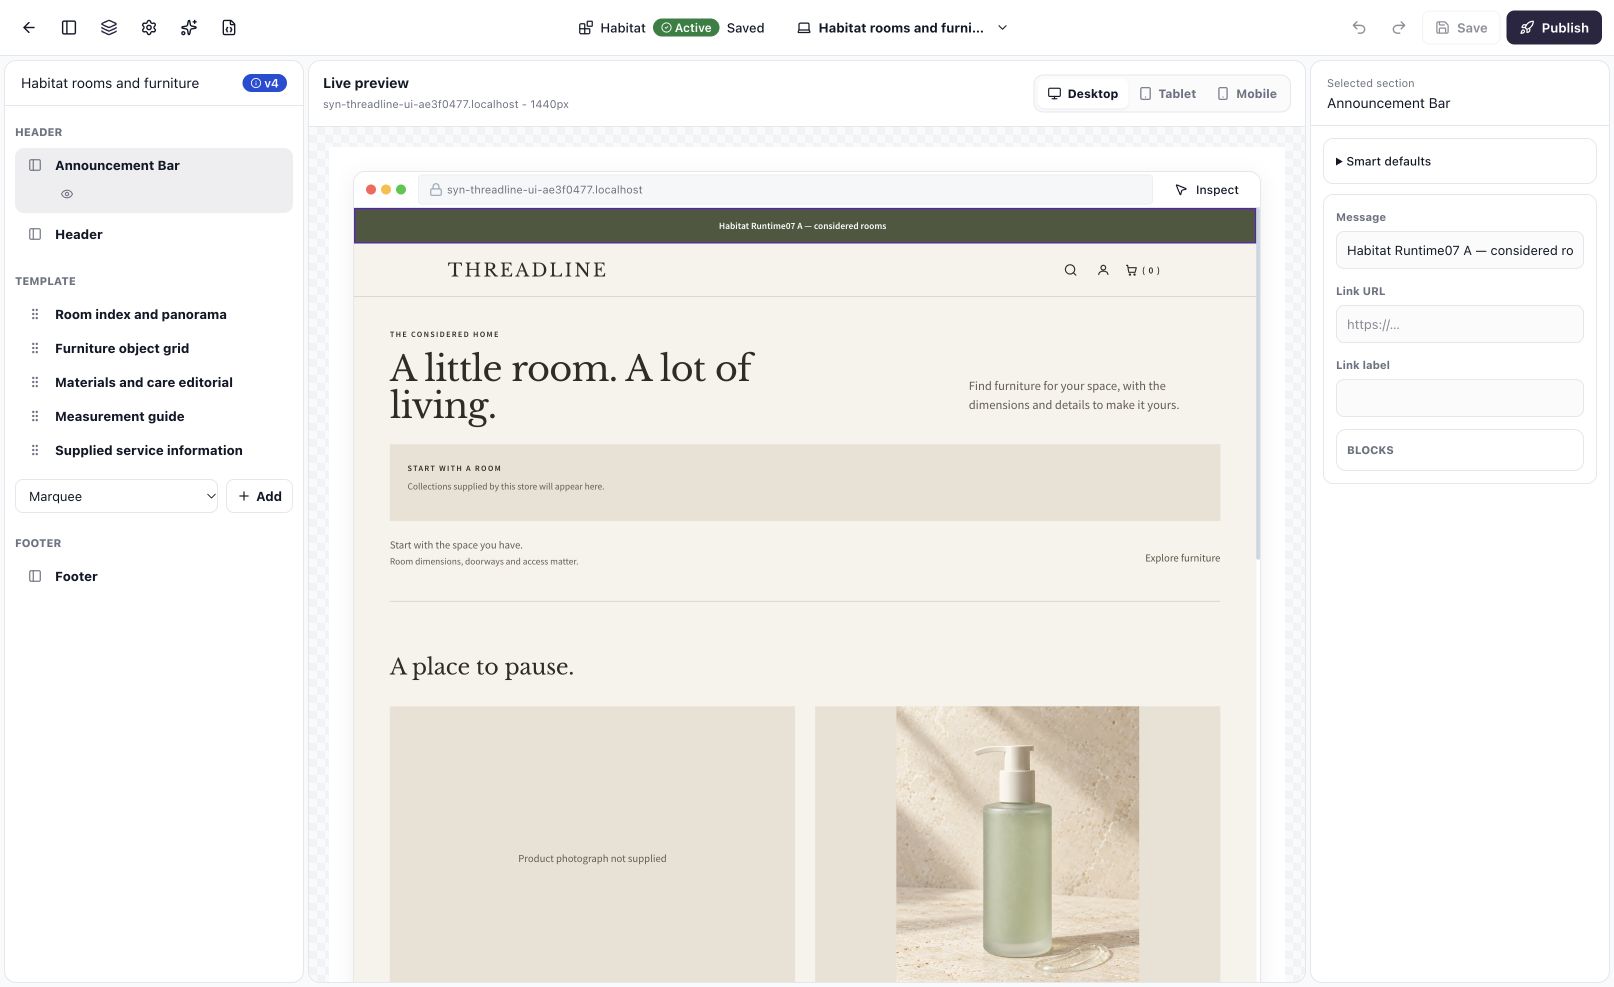 Habitat
Active
Saved
Habitat rooms and furni...
Save
Publish
Habitat rooms and furniture
v4
HEADER
Announcement Bar
Header
TEMPLATE
Room index and panorama
Furniture object grid
Materials and care editorial
Measurement guide
Supplied service information
Marquee
Add
FOOTER
Footer
Live preview
syn-threadline-ui-ae3f0477.localhost - 1440px
Desktop
Tablet
Mobile
syn-threadline-ui-ae3f0477.localhost
Inspect
Habitat Runtime07 A — considered rooms
THREADLINE
( 0 )
THE CONSIDERED HOME
A little room. A lot of
living.
Find furniture for your space, with the
dimensions and details to make it yours.
START WITH A ROOM
Collections supplied by this store will appear here.
Start with the space you have.
Room dimensions, doorways and access matter.
Explore furniture
A place to pause.
Product photograph not supplied
Selected section
Announcement Bar
Smart defaults
Message
Habitat Runtime07 A — considered ro
Link URL
https://...
Link label
BLOCKS